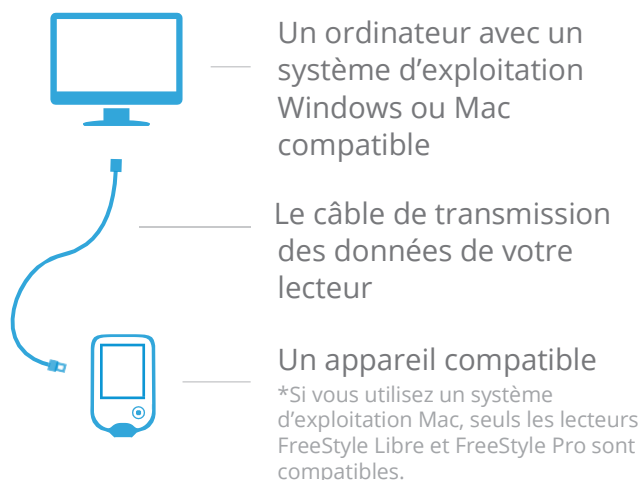 Un ordinateur avec un
système d'exploitation
Windows ou Mac
compatible
Le câble de transmission
des données de votre
lecteur
Un appareil compatible
*Si vous utilisez un système
d'exploitation Mac, seuls les lecteurs
FreeStyle Libre et FreeStyle Pro sont
compatibles.